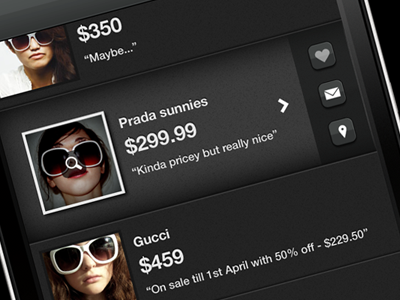 $350
“Maybe...”
Prada sunnies
$299.99
“Kinda pricey but really nice”
Gucci
$459
“On sale till 1st April with 50% off - $229.50”